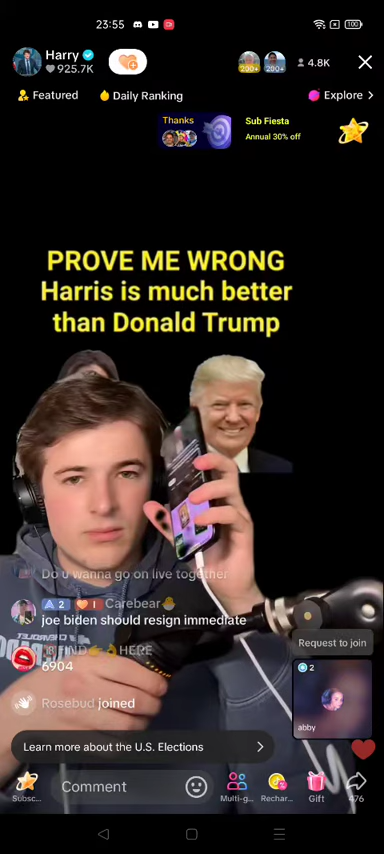 23:55
100
Harry
925.7K
200+
200+
4.8K
Featured
Daily Ranking
Explore
Thanks
Sub Fiesta
Annual 30% off
PROVE ME WRONG
Harris is much better
than Donald Trump
Do u wanna go on live together
2
1
Carebear
joe biden should resign immediate
FIND HERE
6904
Request to join
2
Rosebud joined
abby
Learn more about the U.S. Elections
Subsc...
Comment
Multi-g...
Rechar...
Gift
476